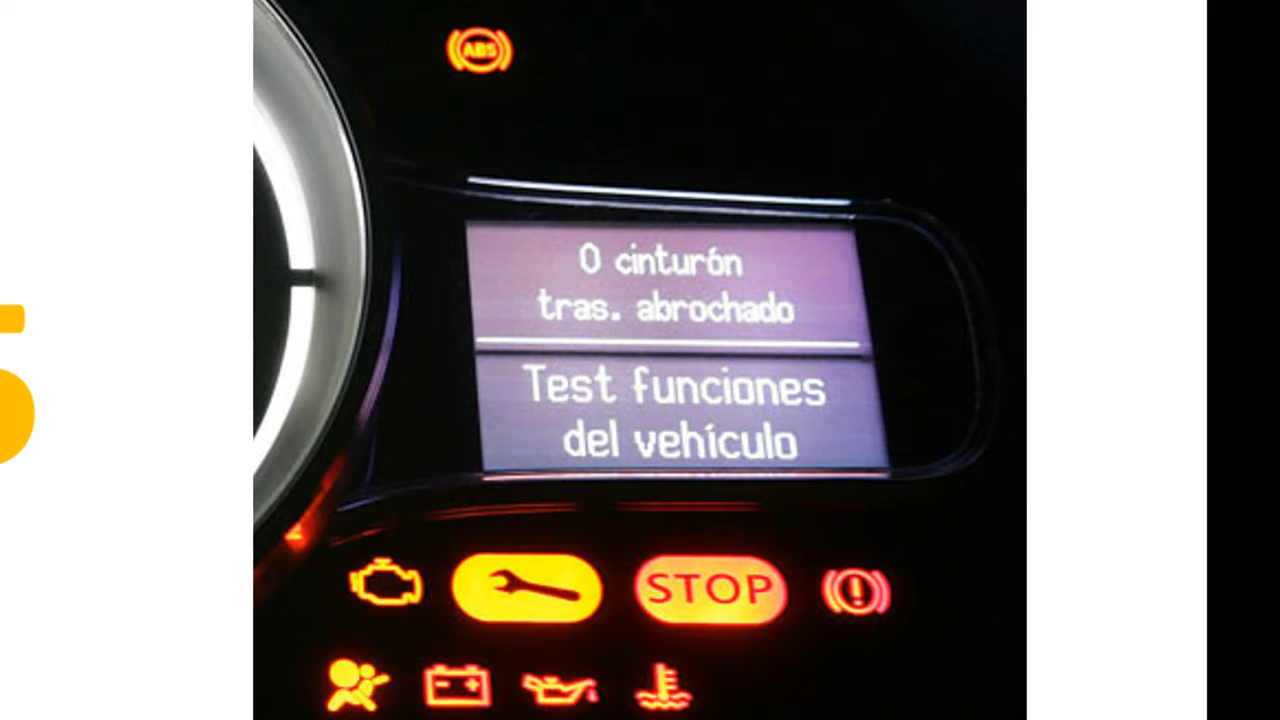 ABS
0 cinturón
tras. abrochado
Test funciones
del vehículo
STOP